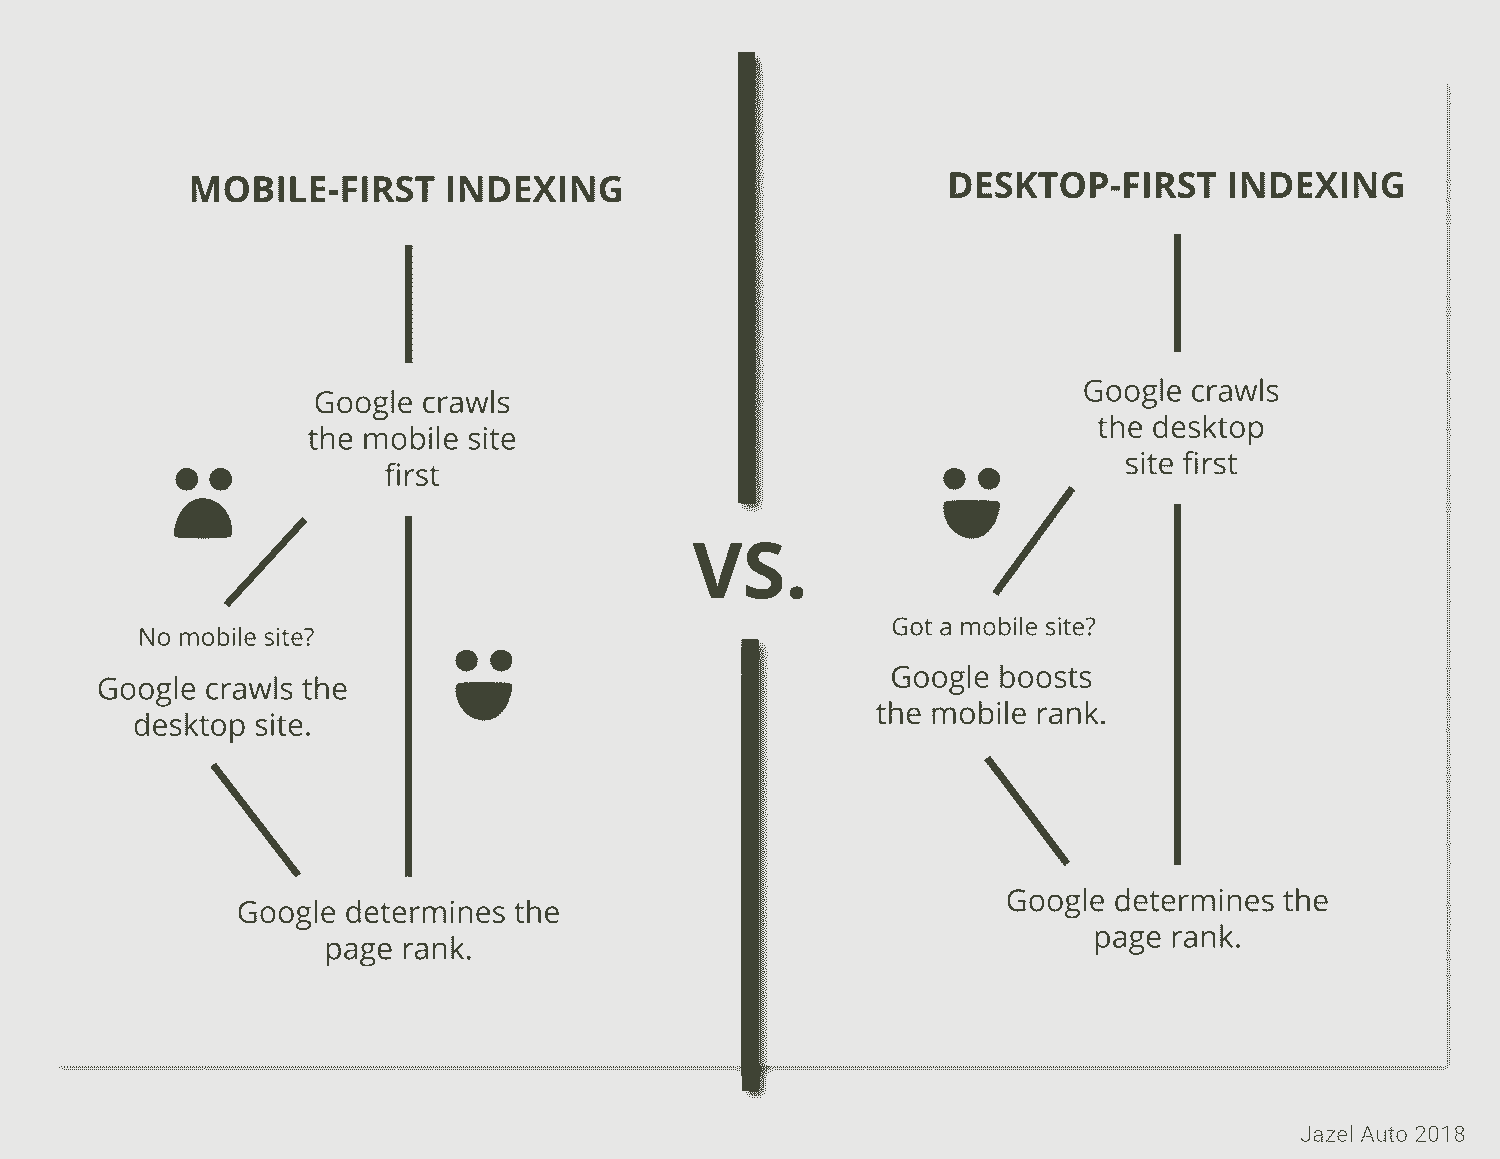 MOBILE-FIRST INDEXING
Google crawls
the mobile site
first
No mobile site?
Google crawls the
desktop site.
Google determines the
page rank.
VS.
DESKTOP-FIRST INDEXING
Google crawls
the desktop
site first
Got a mobile site?
Google boosts
the mobile rank.
Google determines the
page rank.
Jazel Auto 2018